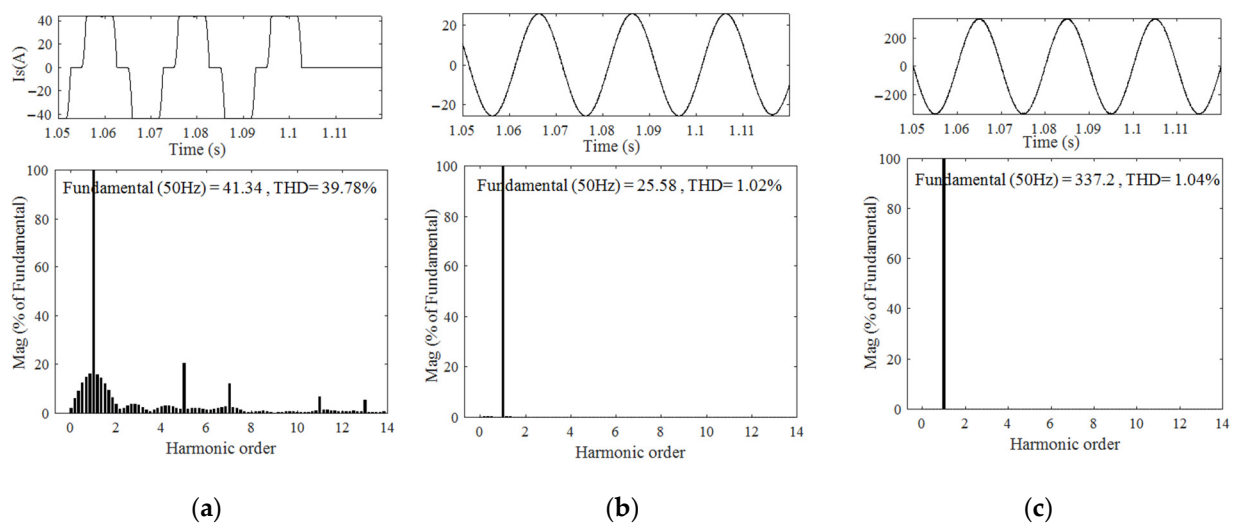 40
20
0
−20
−40
Is(A)
1.05 1.06 1.07 1.08 1.09 1.1 1.11
Time (s)
100
80
60
40
20
0
Mag (% of Fundamental)
Fundamental (50Hz) = 41.34 , THD= 39.78%
0 2 4 6 8 10 12 14
Harmonic order
(a)
20
0
−20
1.05 1.06 1.07 1.08 1.09 1.1 1.11
Time (s)
100
80
60
40
20
0
Mag (% of Fundamental)
Fundamental (50Hz) = 25.58 , THD= 1.02%
0 2 4 6 8 10 12 14
Harmonic order
(b)
200
0
−200
1.05 1.06 1.07 1.08 1.09 1.1 1.11
Time (s)
100
80
60
40
20
0
Mag (% of Fundamental)
Fundamental (50Hz) = 337.2 , THD= 1.04%
0 2 4 6 8 10 12 14
Harmonic order
(c)